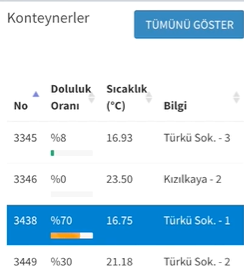 Konteynerler
TÜMÜNÜ GÖSTER
No Doluluk Oranı Sıcaklık (°C) Bilgi
3345 %8 16.93 Türkü Sok. - 3
3346 %0 23.50 Kızılkaya - 2
3438 %70 16.75 Türkü Sok. - 1
3449 %30 21.18 Türkü Sok. - 2